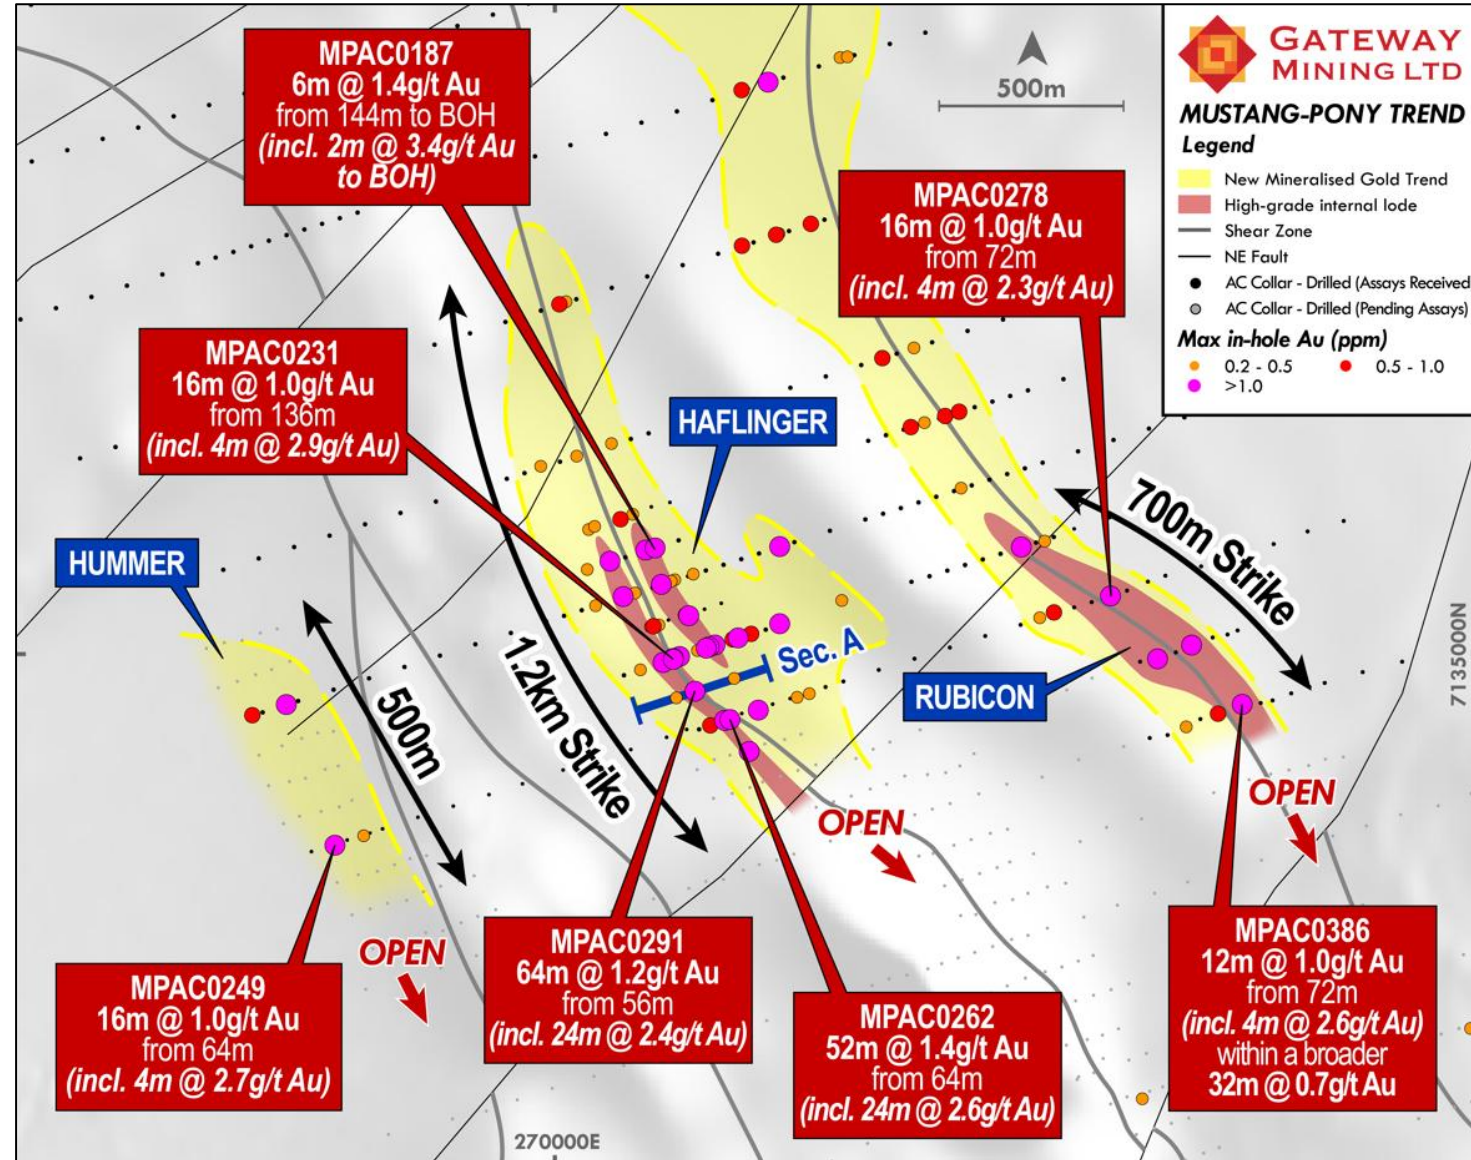 GATEWAY
MINING LTD
MUSTANG-PONY TREND
Legend
New Mineralised Gold Trend
High-grade internal lode
Shear Zone
NE Fault
AC Collar - Drilled (Assays Received
AC Collar - Drilled (Pending Assays)
Max in-hole Au (ppm)
0.2 - 0.5
0.5 - 1.0
>1.0
500m
MPAC0187
6m @ 1.4g/t Au
from 144m to BOH
(incl. 2m @ 3.4g/t Au
to BOH)
MPAC0278
16m @ 1.0g/t Au
from 72m
(incl. 4m @ 2.3g/t Au)
MPAC0231
16m @ 1.0g/t Au
from 136m
(incl. 4m @ 2.9g/t Au)
HAFLINGER
HUMMER
700m Strike
1.2km Strike
500m
Sec. A
RUBICON
7135000N
OPEN
OPEN
OPEN
MPAC0249
16m @ 1.0g/t Au
from 64m
(incl. 4m @ 2.7g/t Au)
MPAC0291
64m @ 1.2g/t Au
from 56m
(incl. 24m @ 2.4g/t Au)
MPAC0262
52m @ 1.4g/t Au
from 64m
(incl. 24m @ 2.6g/t Au)
MPAC0386
12m @ 1.0g/t Au
from 72m
(incl. 4m @ 2.6g/t Au)
within a broader
32m @ 0.7g/t Au
270000E